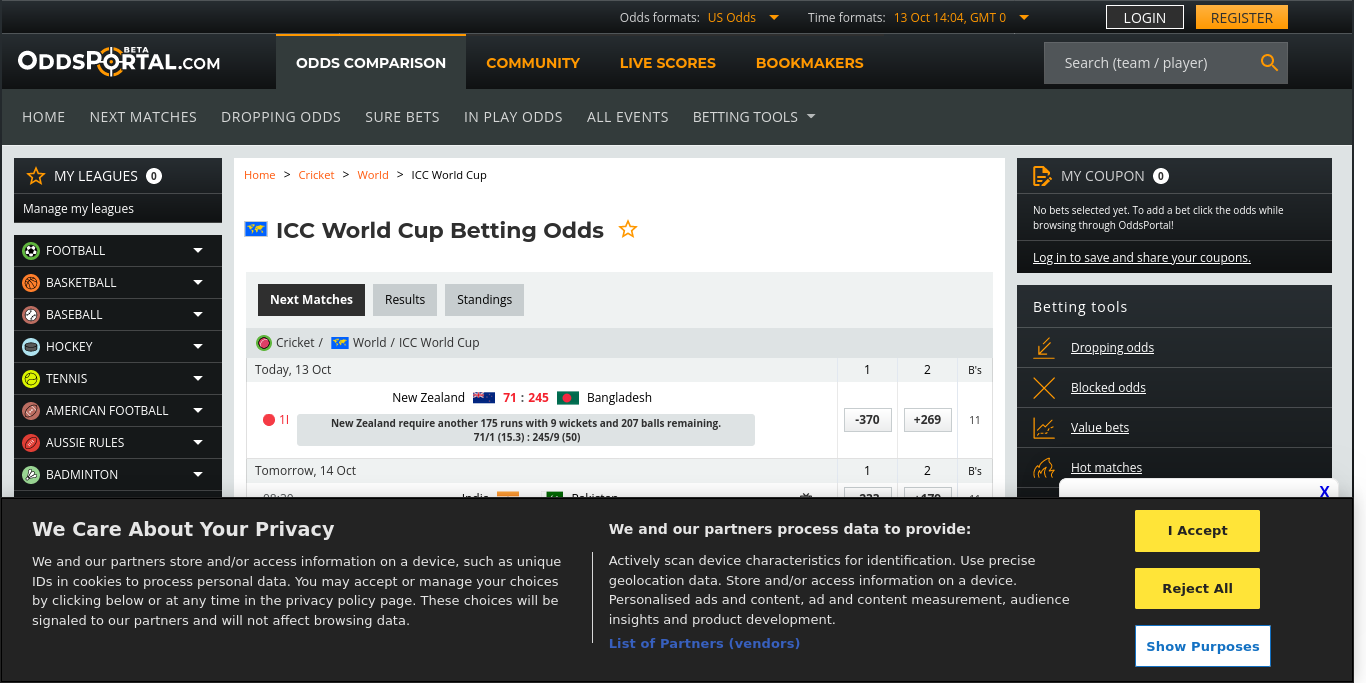 Odds formats: US Odds
Time formats: 13 Oct 14:04, GMT 0
LOGIN
REGISTER
ODDSPORTAL.COM
BETA
ODDS COMPARISON
COMMUNITY
LIVE SCORES
BOOKMAKERS
Search (team / player)
HOME
NEXT MATCHES
DROPPING ODDS
SURE BETS
IN PLAY ODDS
ALL EVENTS
BETTING TOOLS
MY LEAGUES 0
Manage my leagues
FOOTBALL
BASKETBALL
BASEBALL
HOCKEY
TENNIS
AMERICAN FOOTBALL
AUSSIE RULES
BADMINTON
Home > Cricket > World > ICC World Cup
ICC World Cup Betting Odds
Next Matches
Results
Standings
Cricket / World / ICC World Cup
Today, 13 Oct 1 2 B's
New Zealand 71 : 245 Bangladesh
1I
New Zealand require another 175 runs with 9 wickets and 207 balls remaining.
71/1 (15.3) : 245/9 (50)
-370 +269 11
Tomorrow, 14 Oct 1 2 B's
India Pakistan
MY COUPON 0
No bets selected yet. To add a bet click the odds while
browsing through OddsPortal!
Log in to save and share your coupons.
Betting tools
Dropping odds
Blocked odds
Value bets
Hot matches
X
We Care About Your Privacy
We and our partners store and/or access information on a device, such as unique
IDs in cookies to process personal data. You may accept or manage your choices
by clicking below or at any time in the privacy policy page. These choices will be
signaled to our partners and will not affect browsing data.
We and our partners process data to provide:
Actively scan device characteristics for identification. Use precise
geolocation data. Store and/or access information on a device.
Personalised ads and content, ad and content measurement, audience
insights and product development.
List of Partners (vendors)
I Accept
Reject All
Show Purposes